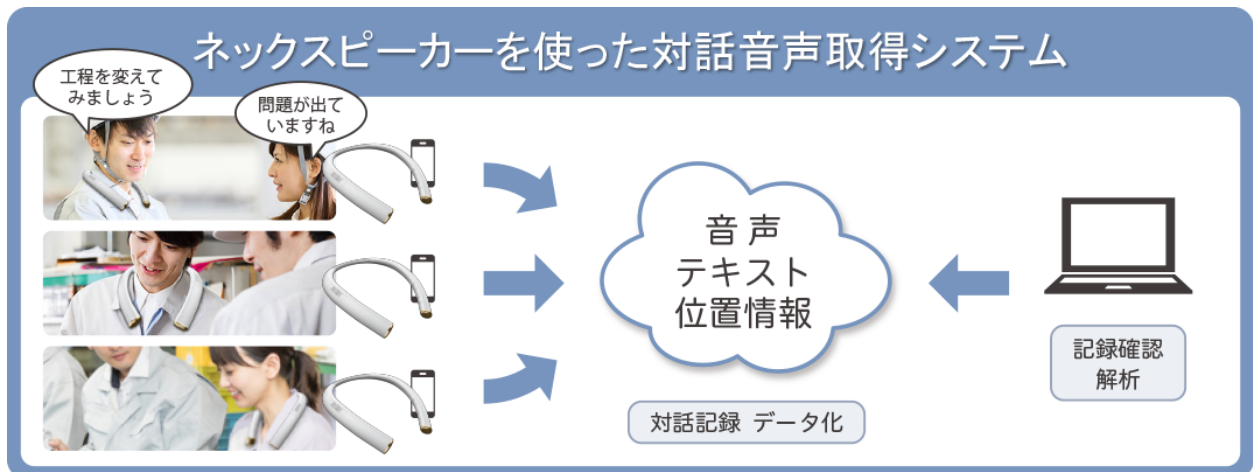 ネックスピーカーを使った対話音声取得システム
工程を変えて
みましょう
問題が出て
いますね
音声
テキスト
位置情報
対話記録 データ化
記録確認
解析